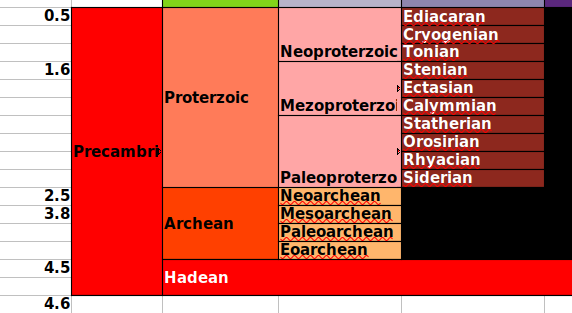 0.5
Ediacaran
Cryogenian
Neoproterzoic
Tonian
1.6
Stenian
Ectasian
Proterzoic
Mezoproterzoi
Calymmian
Statherian
Orosirian
Precambri
Rhyacian
Paleoproterzo
Siderian
2.5
Neoarchean
3.8
Mesoarchean
Archean
Paleoarchean
Eoarchean
4.5
Hadean
4.6